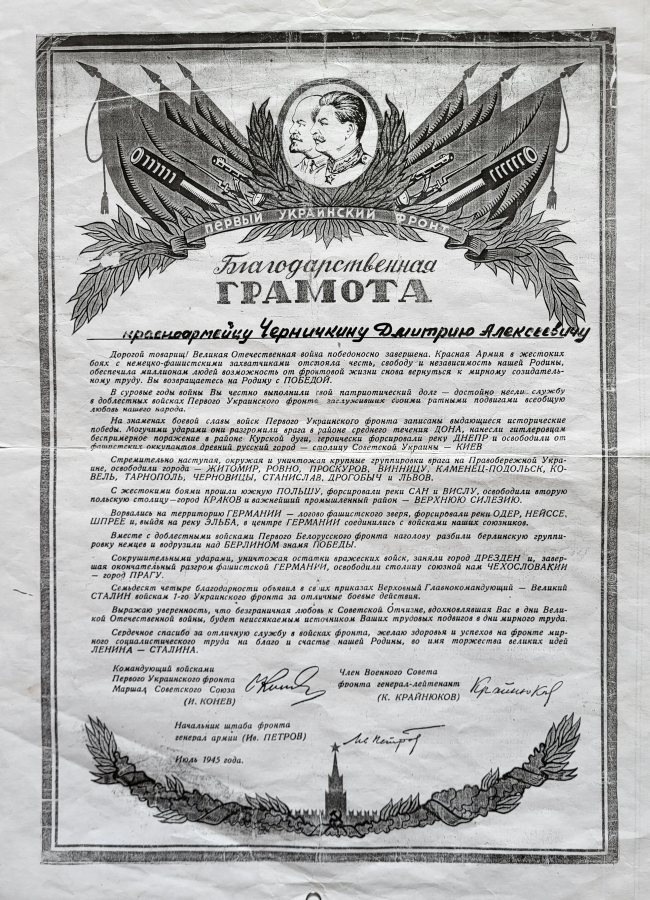 ПЕРВЫЙ УКРАИНСКИЙ ФРОНТ
Благодарственная
ГРАМОТА
красноармейцу Черничкину Дмитрию Алексеевичу
Дорогой товарищ! Великая Отечественная война победоносно завершена. Красная Армия в жестоких
боях с немецко-фашистскими захватчиками отстояла честь, свободу и независимость нашей Родины,
обеспечила миллионам людей возможность от фронтовой жизни снова вернуться к мирному созидатель-
ному труду. Вы возвращаетесь на Родину с ПОБЕДОЙ.
В суровые годы войны Вы честно выполнили свой патриотический долг — достойно несли службу
в доблестных войсках Первого Украинского фронта, заслуживших своими ратными подвигами всеобщую
любовь нашего народа.
На знаменах боевой славы войск Первого Украинского фронта записаны выдающиеся исторические
победы. Могучими ударами они разгромили врага в районе среднего течения ДОНА, нанесли гитлеровцам
беспримерное поражение в районе Курской дуги, героически форсировали реку ДНЕПР и освободили от
фашистских оккупантов древний русский город — столицу Советской Украины — КИЕВ
Стремительно наступая, окружая и уничтожая крупные группировки врага на Правобережной Украи-
не, освободили города — ЖИТОМИР, РОВНО, ПРОСКУРОВ, ВИННИЦУ, КАМЕНЕЦ-ПОДОЛЬСК, КО-
ВЕЛЬ, ТАРНОПОЛЬ, ЧЕРНОВИЦЫ, СТАНИСЛАВ, ДРОГОБЫЧ и ЛЬВОВ.
С жестокими боями прошли южную ПОЛЬШУ, форсировали реки САН и ВИСЛУ, освободили вторую
польскую столицу—город КРАКОВ и важнейший промышленный район — ВЕРХНЮЮ СИЛЕЗИЮ.
Ворвались на территорию ГЕРМАНИИ — логово фашистского зверя, форсировали реки ОДЕР, НЕЙССЕ,
ШПРЕЕ и, выйдя на реку ЭЛЬБА, в центре ГЕРМАНИИ соединились с войсками наших союзников.
Вместе с доблестными войсками Первого Белорусского фронта наголову разбили берлинскую группи-
ровку немцев и водрузили над БЕРЛИНОМ знамя ПОБЕДЫ.
Сокрушительными ударами, уничтожая остатки вражеских войск, заняли город ДРЕЗДЕН и, завер-
шая окончательный разгром фашистской ГЕРМАНИИ, освободили столицу союзной нам ЧЕХОСЛОВАКИИ
— город ПРАГУ.
Семьдесят четыре благодарности объявил в своих приказах Верховный Главнокомандующий — Великий
СТАЛИН войскам 1-го Украинского фронта за отличные боевые действия.
Выражаю уверенность, что безграничная любовь к Советской Отчизне, вдохновлявшая Вас в дни Вели-
кой Отечественной войны, будет неиссякаемым источником Ваших трудовых подвигов в дни мирного труда.
Сердечное спасибо за отличную службу в войсках фронта, желаю здоровья и успехов на фронте мир-
ного социалистического труда на благо и счастье нашей Родины, во имя торжества великих идей
ЛЕНИНА — СТАЛИНА.
Командующий войсками
Первого Украинского фронта
Маршал Советского Союза
(И. КОНЕВ)
Член Военного Совета
фронта генерал-лейтенант
(К. КРАЙНЮКОВ)
Крайнюков
Начальник штаба фронта
генерал армии (Ив. ПЕТРОВ)
Ив Петров
Июль 1945 года.